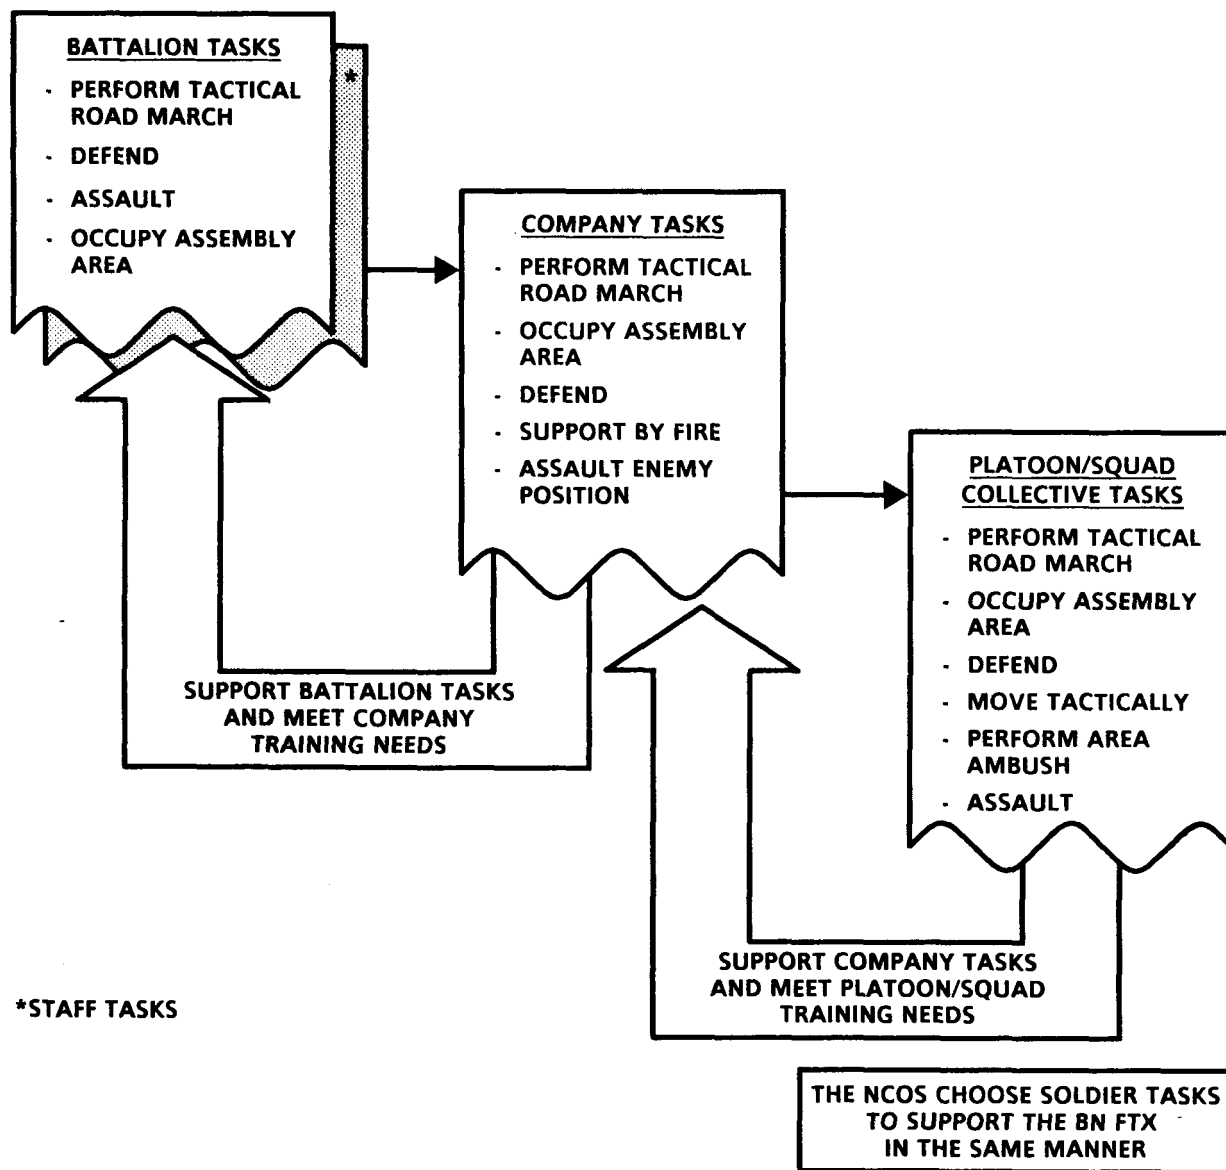 BATTALION TASKS
*
- PERFORM TACTICAL
ROAD MARCH
- DEFEND
- ASSAULT
- OCCUPY ASSEMBLY
AREA
COMPANY TASKS
- PERFORM TACTICAL
ROAD MARCH
- OCCUPY ASSEMBLY
AREA
- DEFEND
- SUPPORT BY FIRE
- ASSAULT ENEMY
POSITION
PLATOON/SQUAD
COLLECTIVE TASKS
- PERFORM TACTICAL
ROAD MARCH
- OCCUPY ASSEMBLY
AREA
- DEFEND
- MOVE TACTICALLY
- PERFORM AREA
AMBUSH
- ASSAULT
SUPPORT BATTALION TASKS
AND MEET COMPANY
TRAINING NEEDS
SUPPORT COMPANY TASKS
AND MEET PLATOON/SQUAD
TRAINING NEEDS
*STAFF TASKS
THE NCOS CHOOSE SOLDIER TASKS
TO SUPPORT THE BN FTX
IN THE SAME MANNER